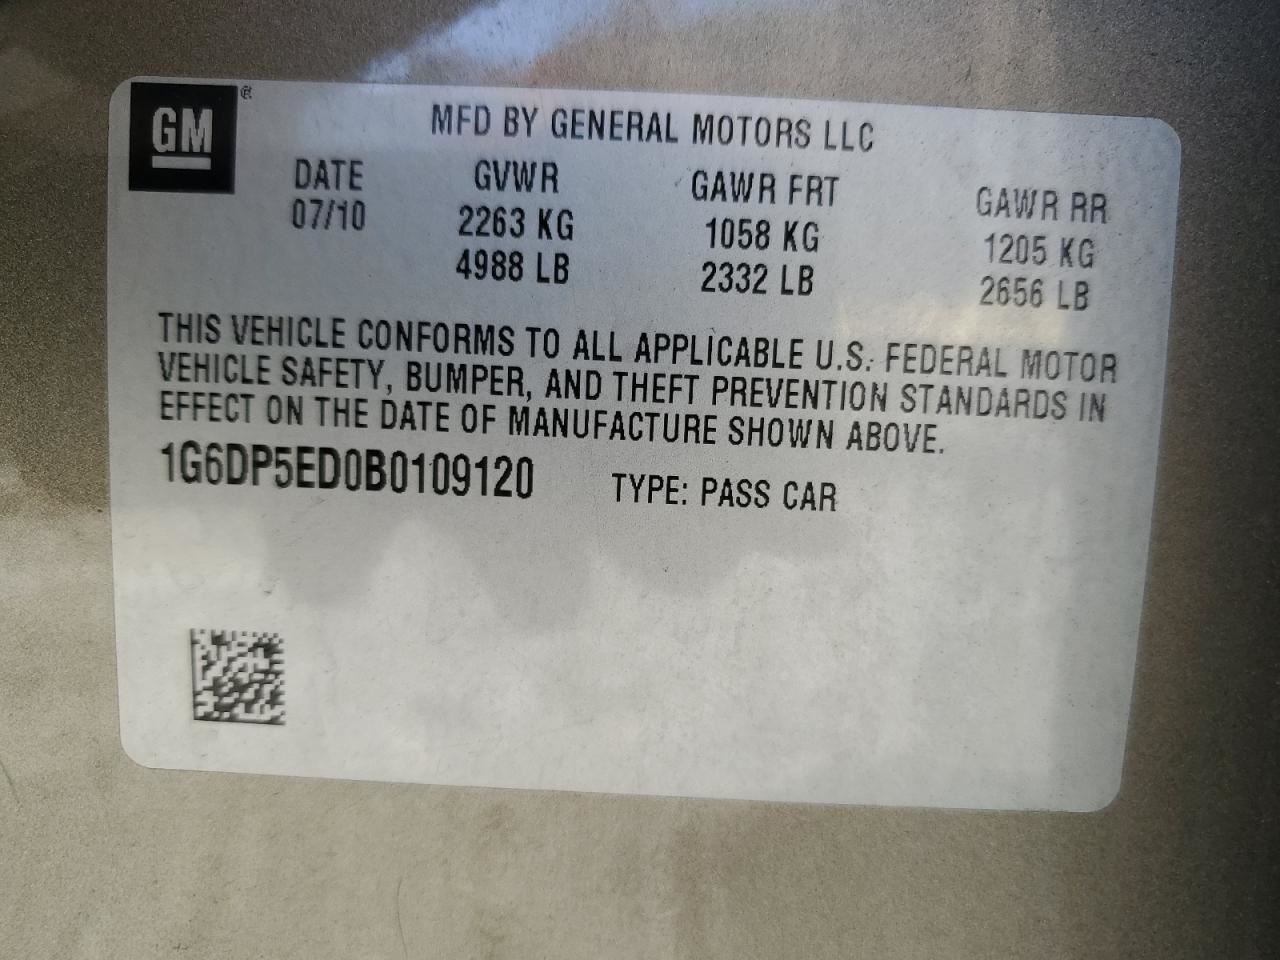 GM ®
MFD BY GENERAL MOTORS LLC
DATE GVWR GAWR FRT GAWR RR
07/10 2263 KG 1058 KG 1205 KG
4988 LB 2332 LB 2656 LB
THIS VEHICLE CONFORMS TO ALL APPLICABLE U.S. FEDERAL MOTOR
VEHICLE SAFETY, BUMPER, AND THEFT PREVENTION STANDARDS IN
EFFECT ON THE DATE OF MANUFACTURE SHOWN ABOVE.
1G6DP5ED0B0109120 TYPE: PASS CAR